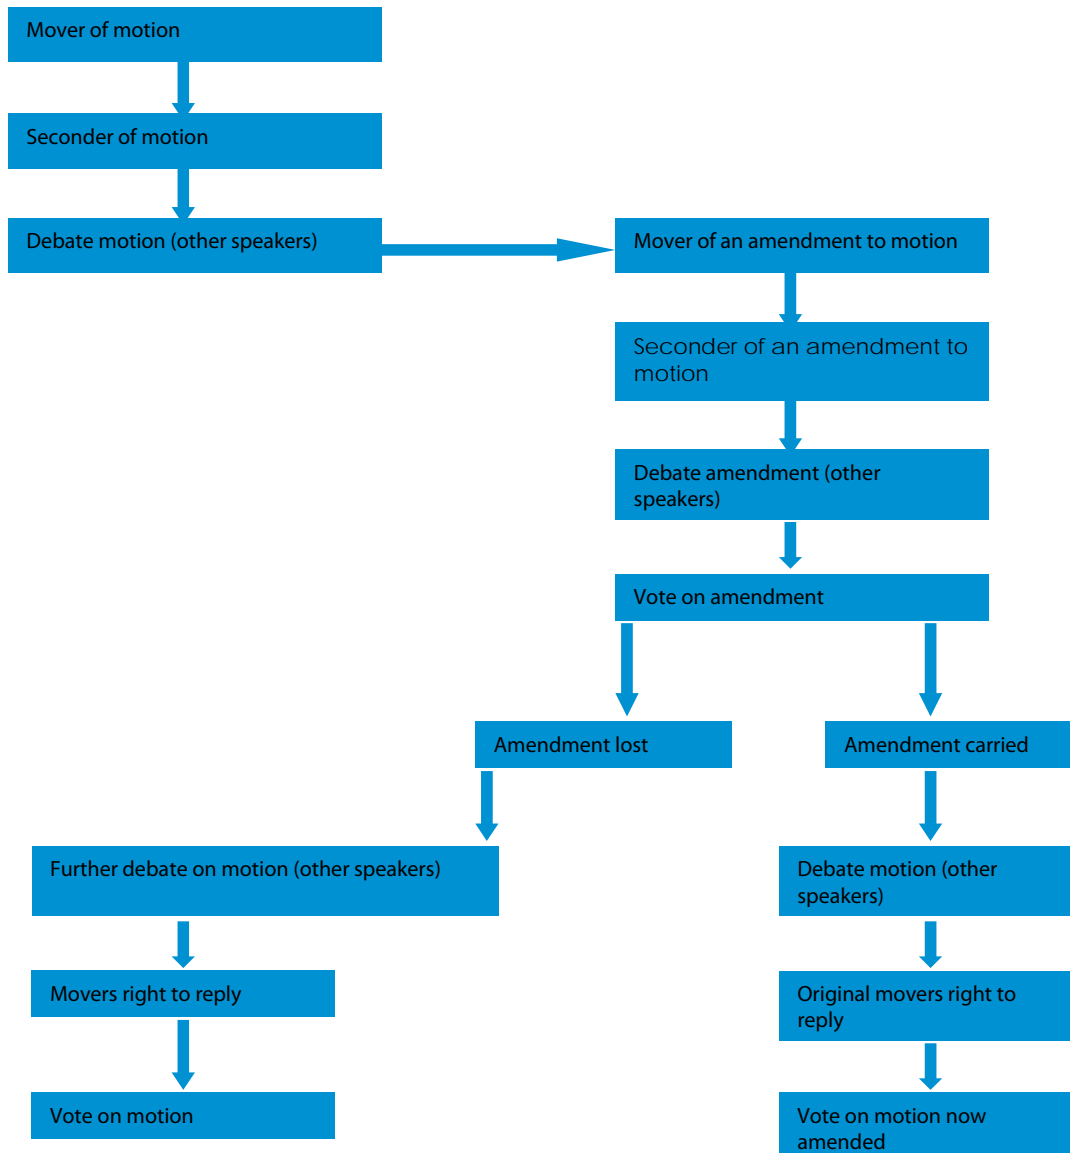 Mover of motion
Seconder of motion
Debate motion (other speakers)
Mover of an amendment to motion
Seconder of an amendment to
motion
Debate amendment (other
speakers)
Vote on amendment
Amendment lost
Amendment carried
Further debate on motion (other speakers)
Debate motion (other
speakers)
Movers right to reply
Original movers right to
reply
Vote on motion
Vote on motion now
amended